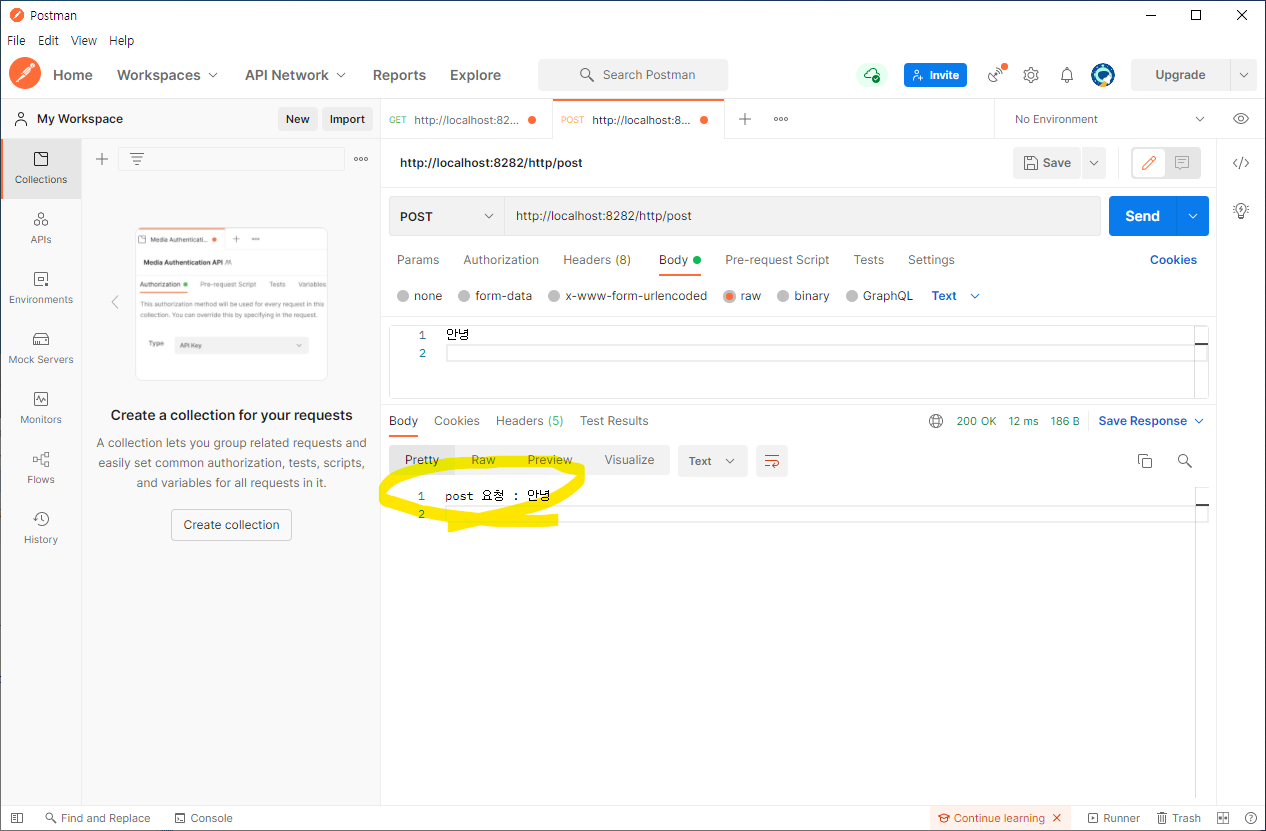 Postman
File Edit View Help
Home Workspaces API Network Reports Explore Search Postman Invite Upgrade
My Workspace New Import GET http://localhost:82... POST http://localhost:8... No Environment
Collections
APIs
Environments
Mock Servers
Monitors
Flows
History
Media Authenticati...
Media Authentication API
Authorization Pre-request Script Tests Variables
This authorization method will be used for every request in this
collection. You can override this by specifying in the request.
Type API Key
Create a collection for your requests
A collection lets you group related requests and
easily set common authorization, tests, scripts,
and variables for all requests in it.
Create collection
http://localhost:8282/http/post Save
POST http://localhost:8282/http/post Send
Params Authorization Headers (8) Body Pre-request Script Tests Settings Cookies
none form-data x-www-form-urlencoded raw binary GraphQL Text
1 안녕
2
Body Cookies Headers (5) Test Results 200 OK 12 ms 186 B Save Response
Pretty Raw Preview Visualize Text
1 post 요청 : 안녕
2
Find and Replace Console Continue learning Runner Trash